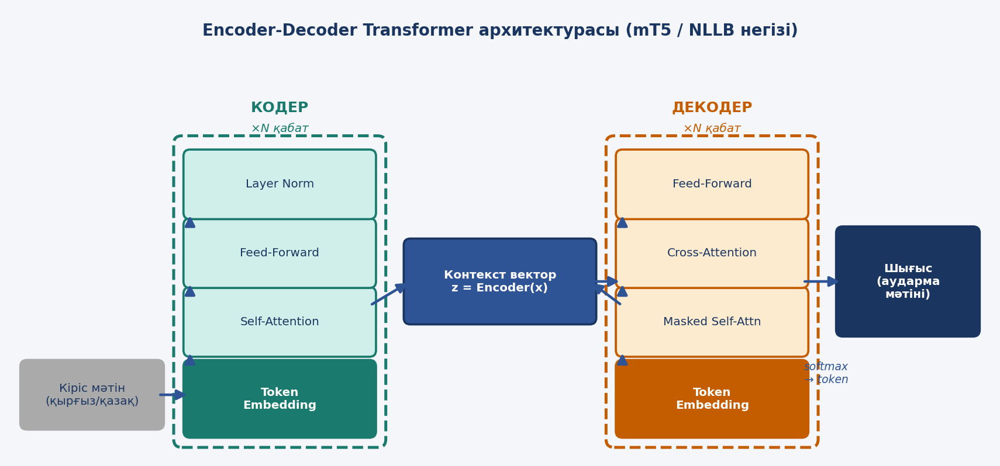 Encoder-Decoder Transformer архитектурасы (mT5 / NLLB негізі)
КОДЕР
×N қабат
Layer Norm
Feed-Forward
Self-Attention
Token
Embedding
Кіріс мәтін
(қырғыз/қазақ)
Контекст вектор
z = Encoder(x)
ДЕКОДЕР
×N қабат
Feed-Forward
Cross-Attention
Masked Self-Attn
Token
Embedding
Шығыс
(аударма
мәтіні)
softmax
→ token